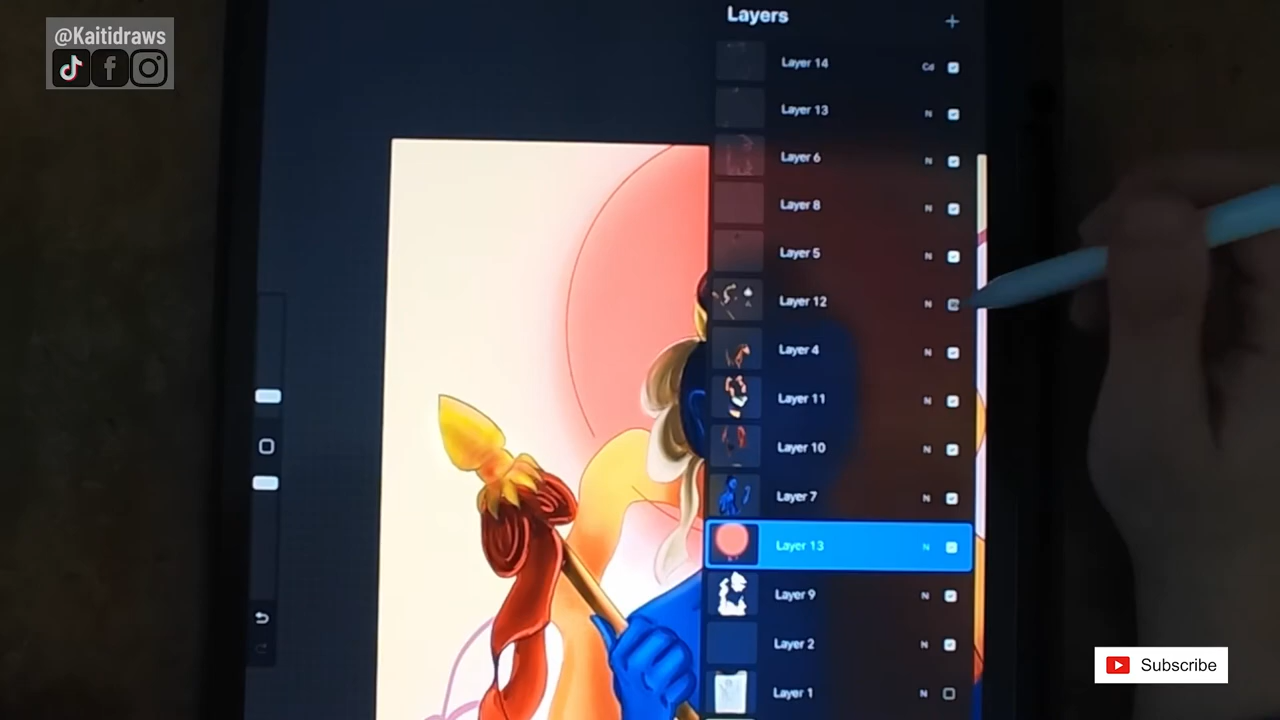 @Kaitidraws
Layers
Layer 14 Cd
Layer 13 N
Layer 6 N
Layer 8 N
Layer 5 N
Layer 12 N
Layer 4 N
Layer 11 N
Layer 10 N
Layer 7 N
Layer 13 N
Layer 9 N
Layer 2 N
Layer 1 N
Subscribe